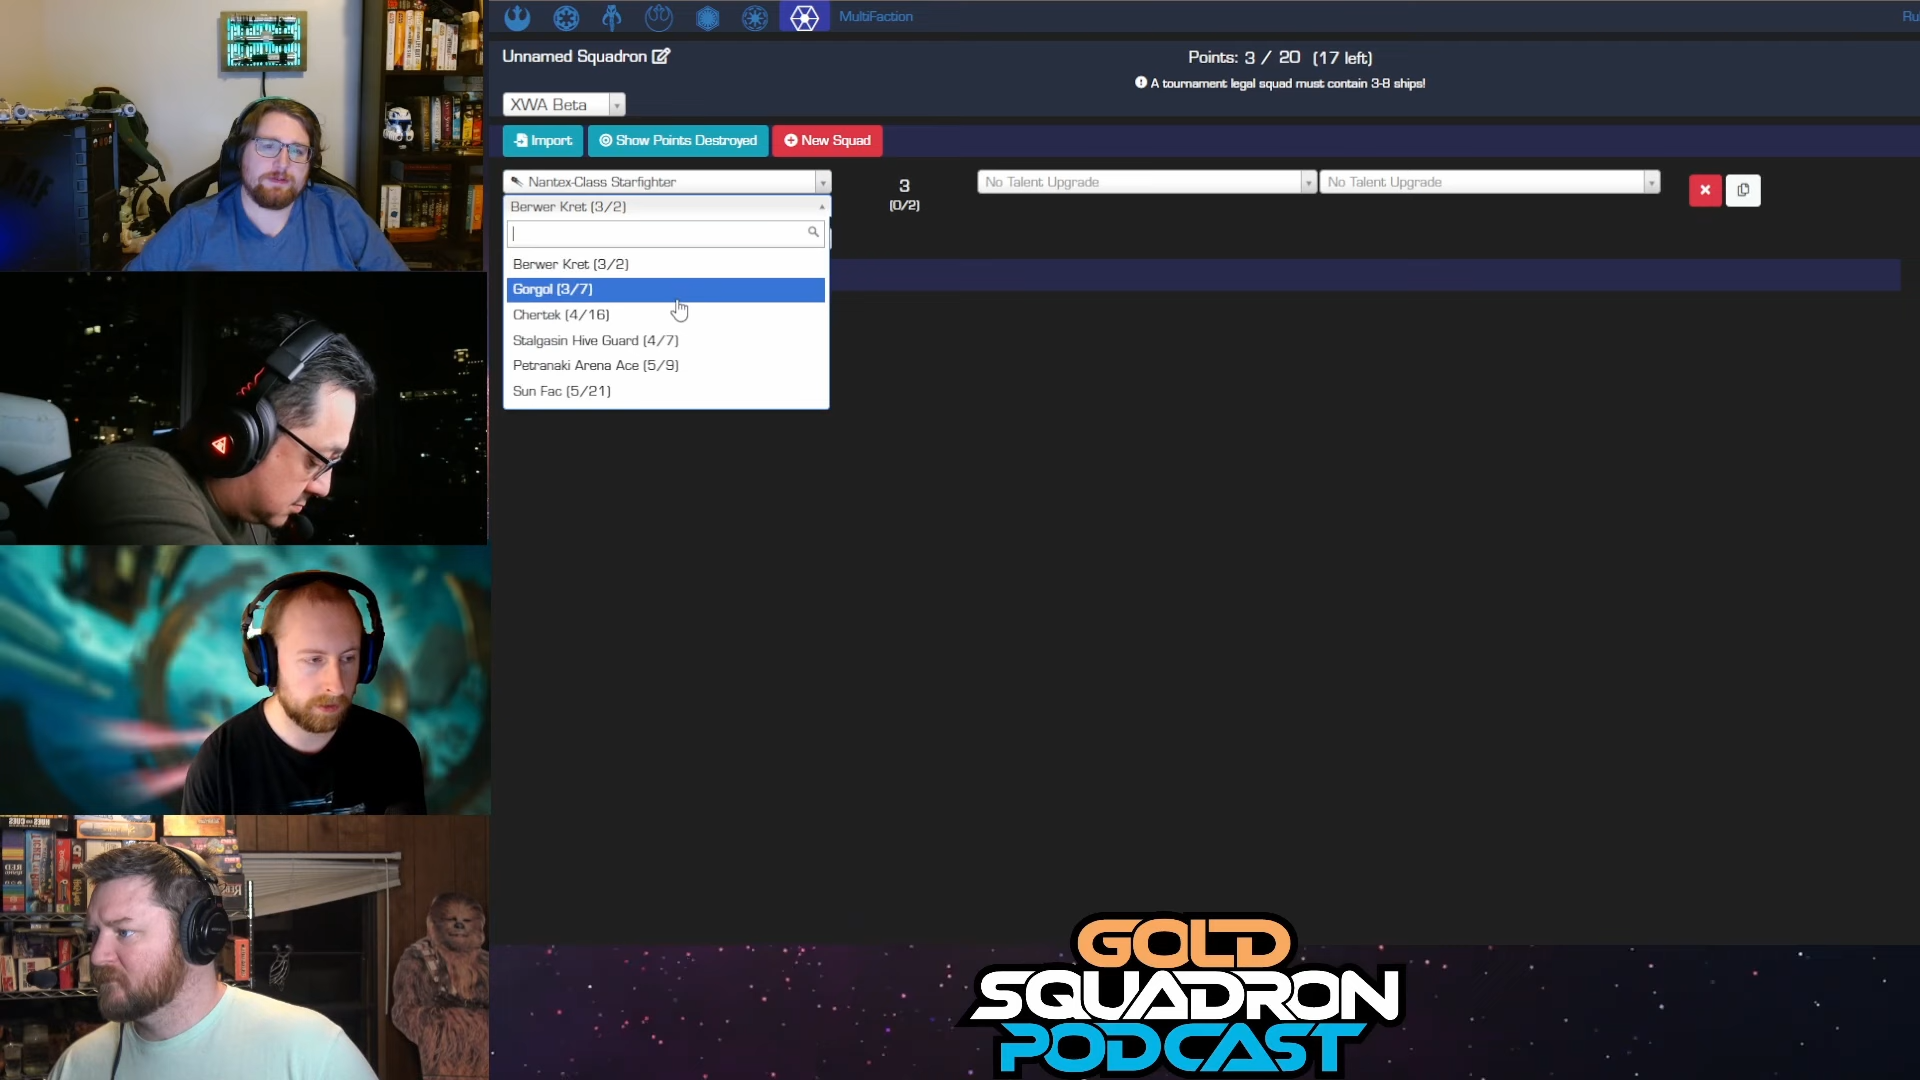 MultiFaction
Ru
Unnamed Squadron
Points: 3 / 20 (17 left)
A tournament legal squad must contain 3-8 ships!
XWA Beta
Import
Show Points Destroyed
New Squad
Nantex-Class Starfighter
3
(0/2)
No Talent Upgrade
No Talent Upgrade
Berwer Kret (3/2)
Berwer Kret (3/2)
Gorgol (3/7)
Chertek (4/16)
Stalgasin Hive Guard (4/7)
Petranaki Arena Ace (5/9)
Sun Fac (5/21)
GOLD
SQUADRON
PODCAST